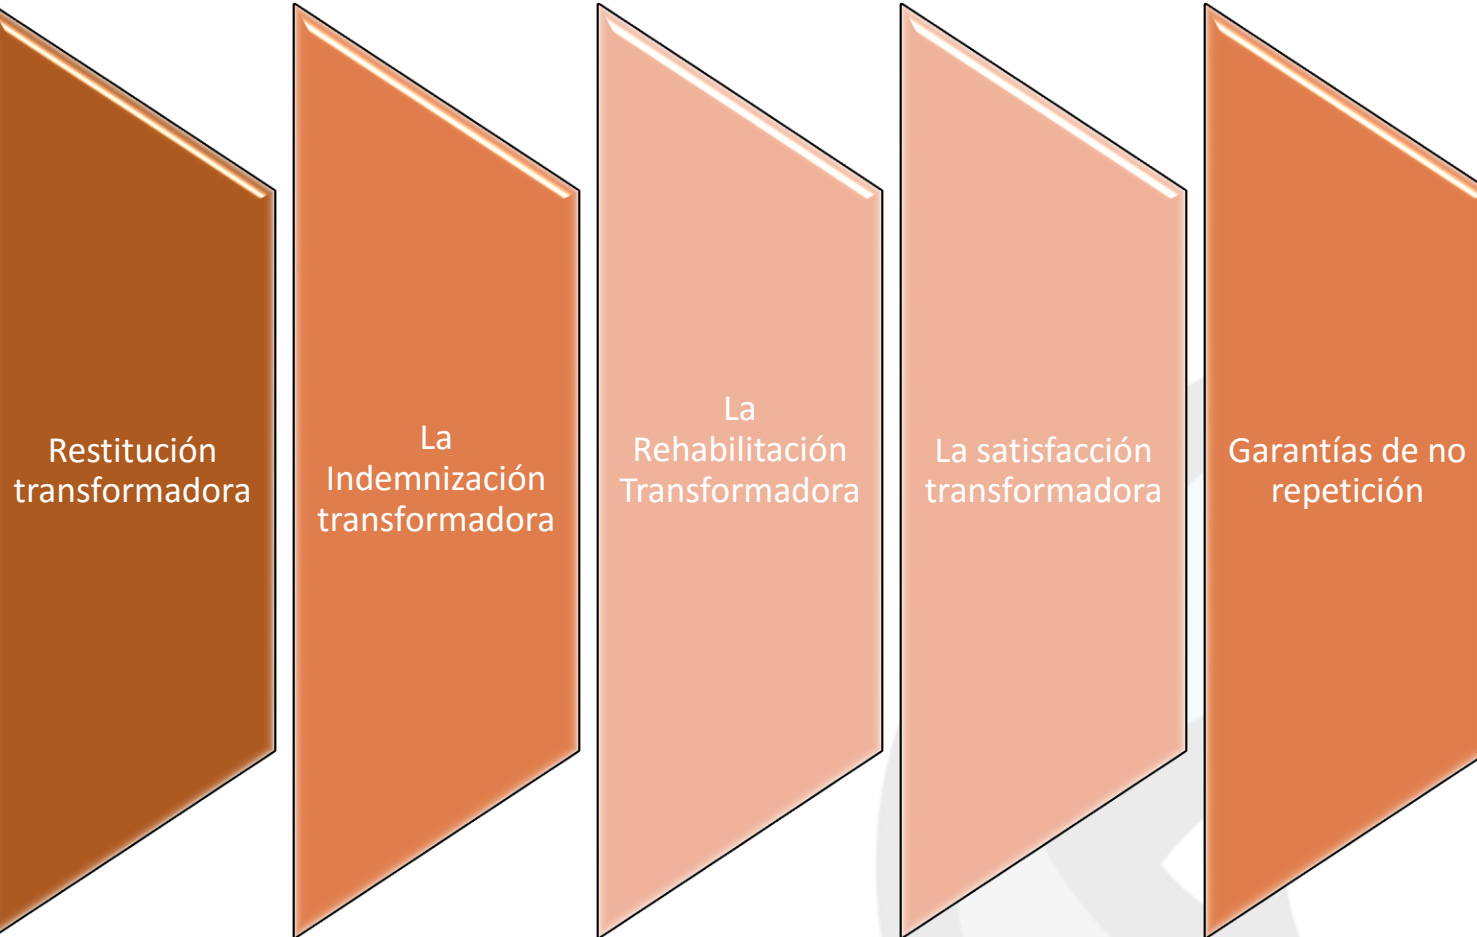 Restitución
transformadora
La
Indemnización
transformadora
La
Rehabilitación
Transformadora
La satisfacción
transformadora
Garantías de no
repetición